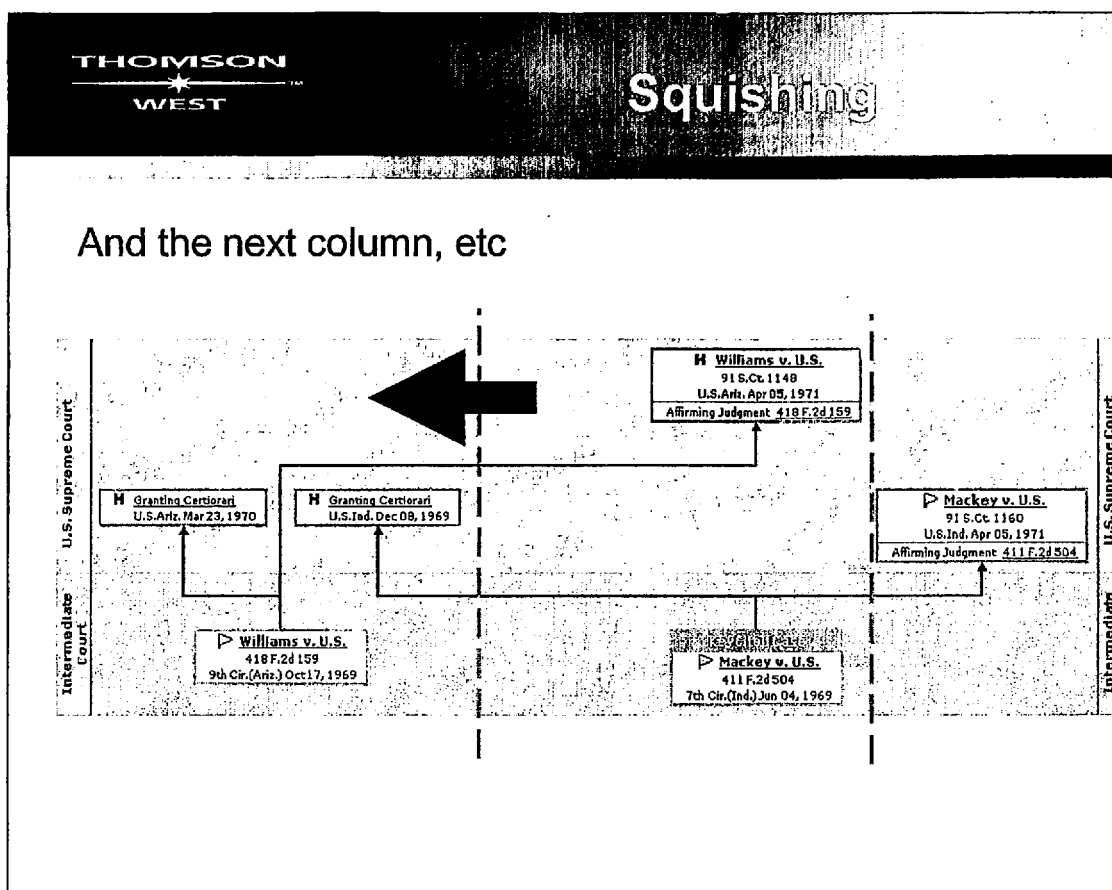 THOMSON
WEST
Squishing
And the next column, etc
U.S. Supreme Court
Intermediate
Court
H Williams v. U.S.
91 S.Ct. 1148
U.S.Ariz. Apr 05, 1971
Affirming Judgment 418 F.2d 159
H Granting Certiorari
U.S.Ariz. Mar 23, 1970
H Granting Certiorari
U.S.Ind. Dec 08, 1969
Mackey v. U.S.
91 S.Ct. 1160
U.S.Ind. Apr 05, 1971
Affirming Judgment 411 F.2d 504
Williams v. U.S.
418 F.2d 159
9th Cir.(Ariz.) Oct 17, 1969
Mackey v. U.S.
411 F.2d 504
7th Cir.(Ind.) Jun 04, 1969
U.S. Supreme Court
Intermediate